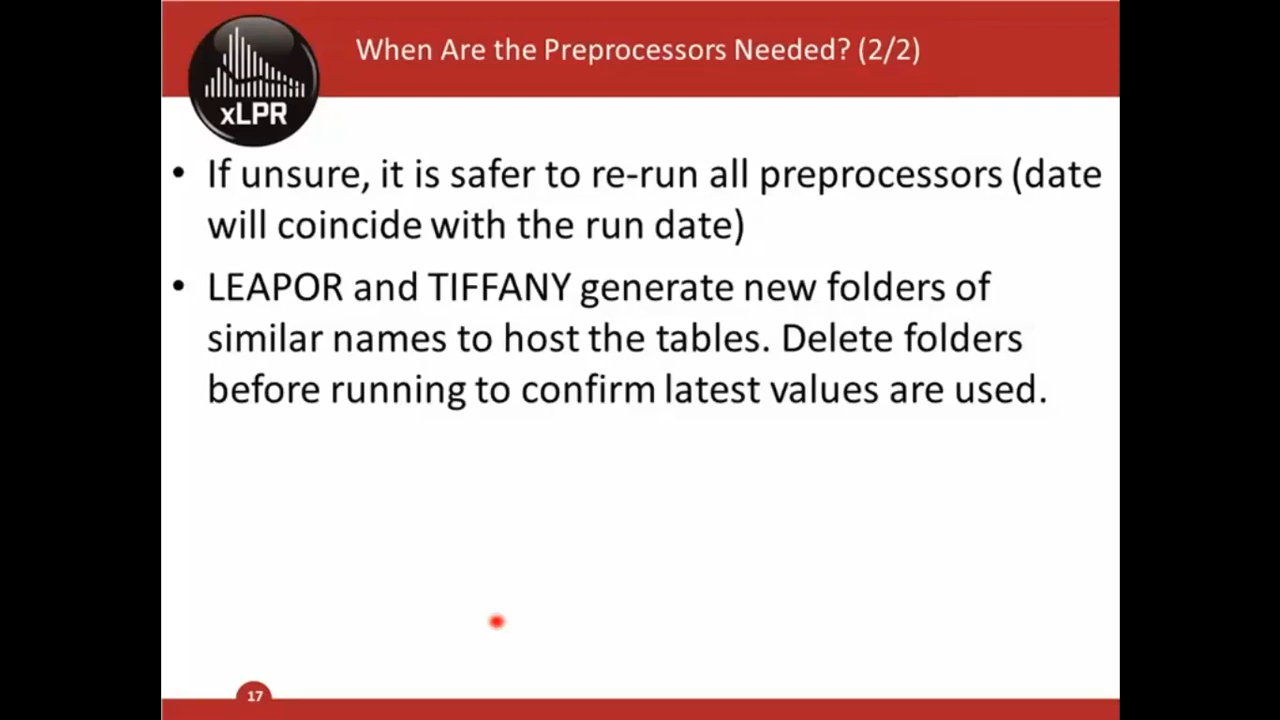 When Are the Preprocessors Needed? (2/2)
xLPR
• If unsure, it is safer to re-run all preprocessors (date
will coincide with the run date)
• LEAPOR and TIFFANY generate new folders of
similar names to host the tables. Delete folders
before running to confirm latest values are used.
17